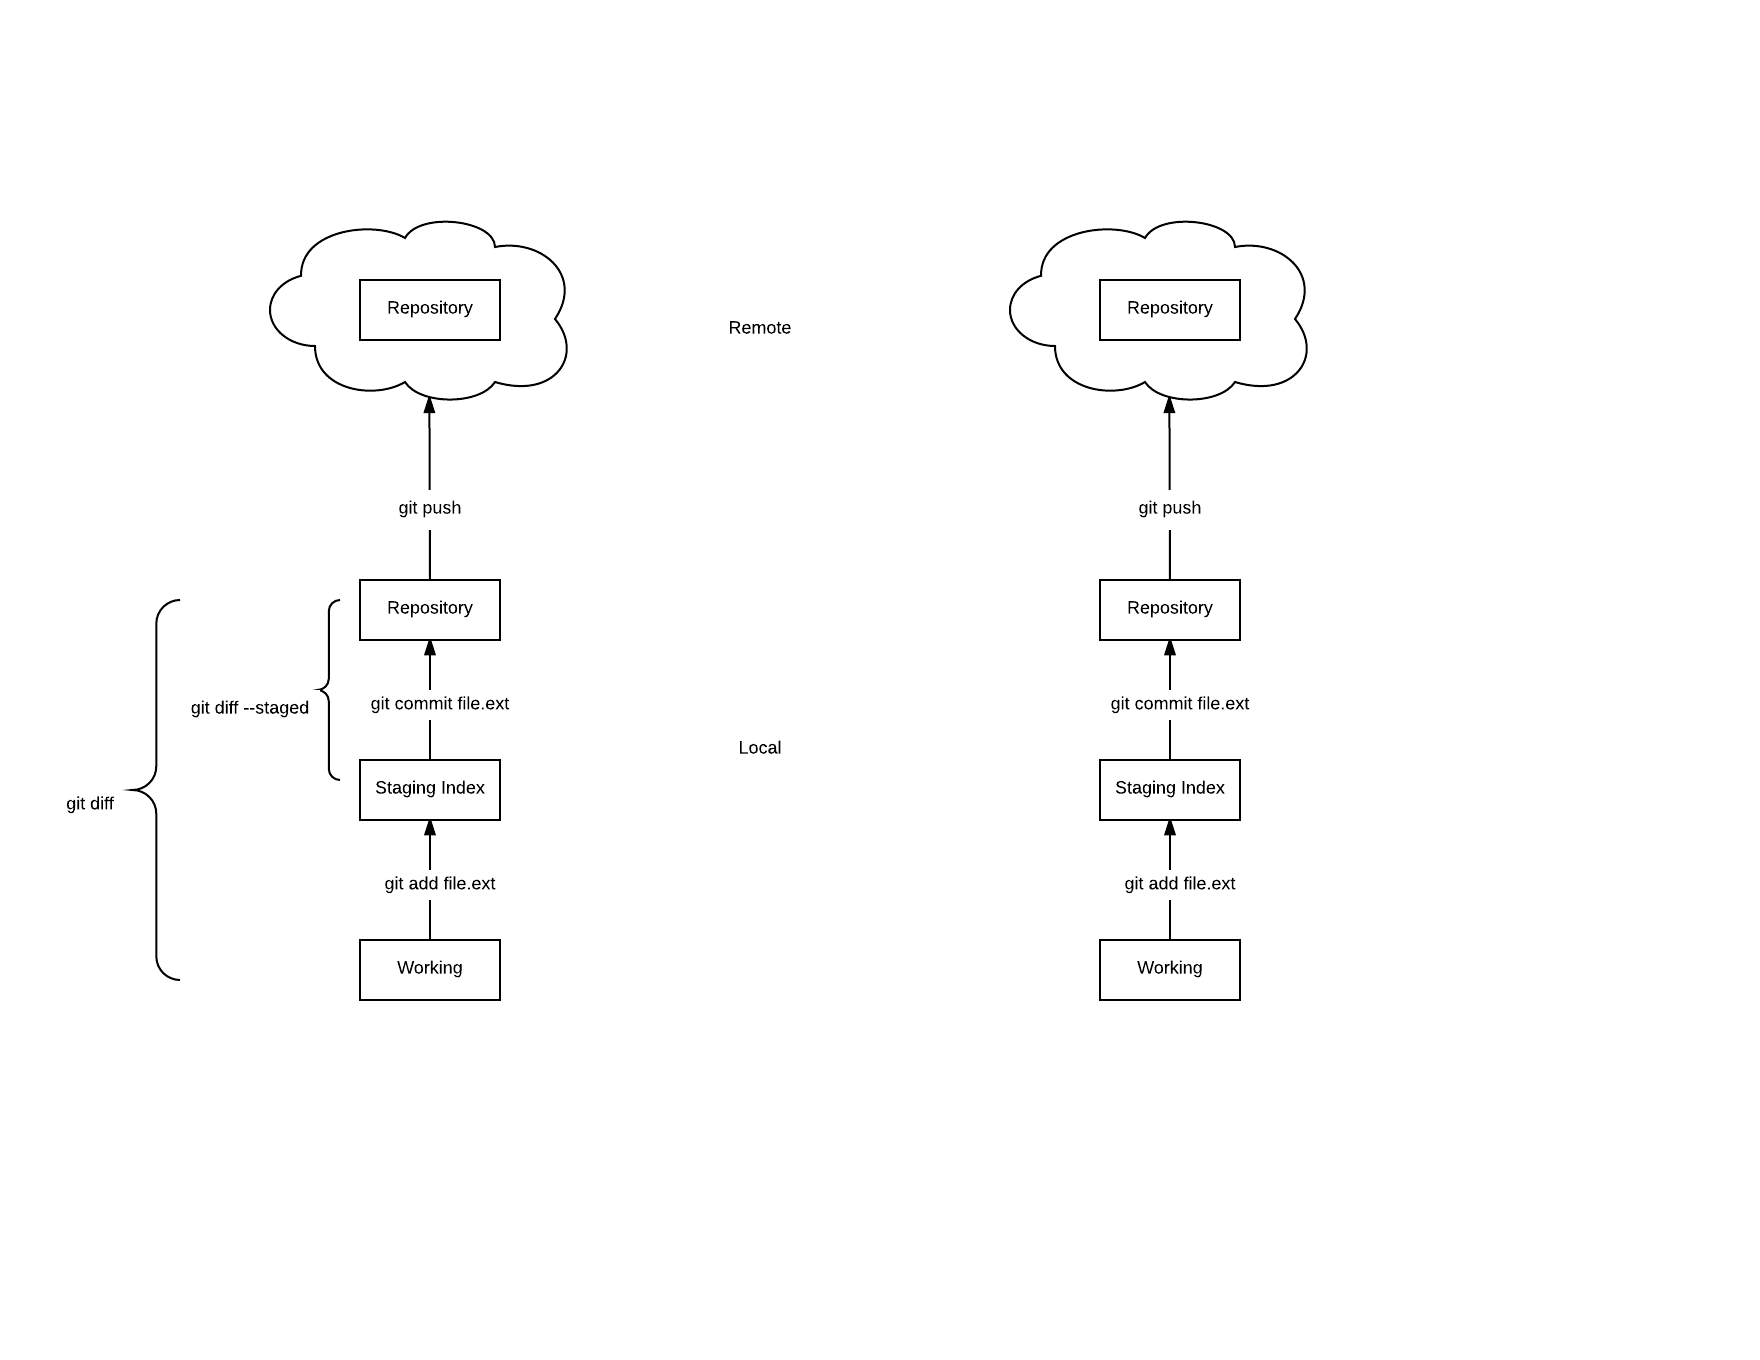 Repository
Remote
Repository
git push
git push
Repository
Repository
git diff --staged
git commit file.ext
git commit file.ext
Local
git diff
Staging Index
Staging Index
git add file.ext
git add file.ext
Working
Working